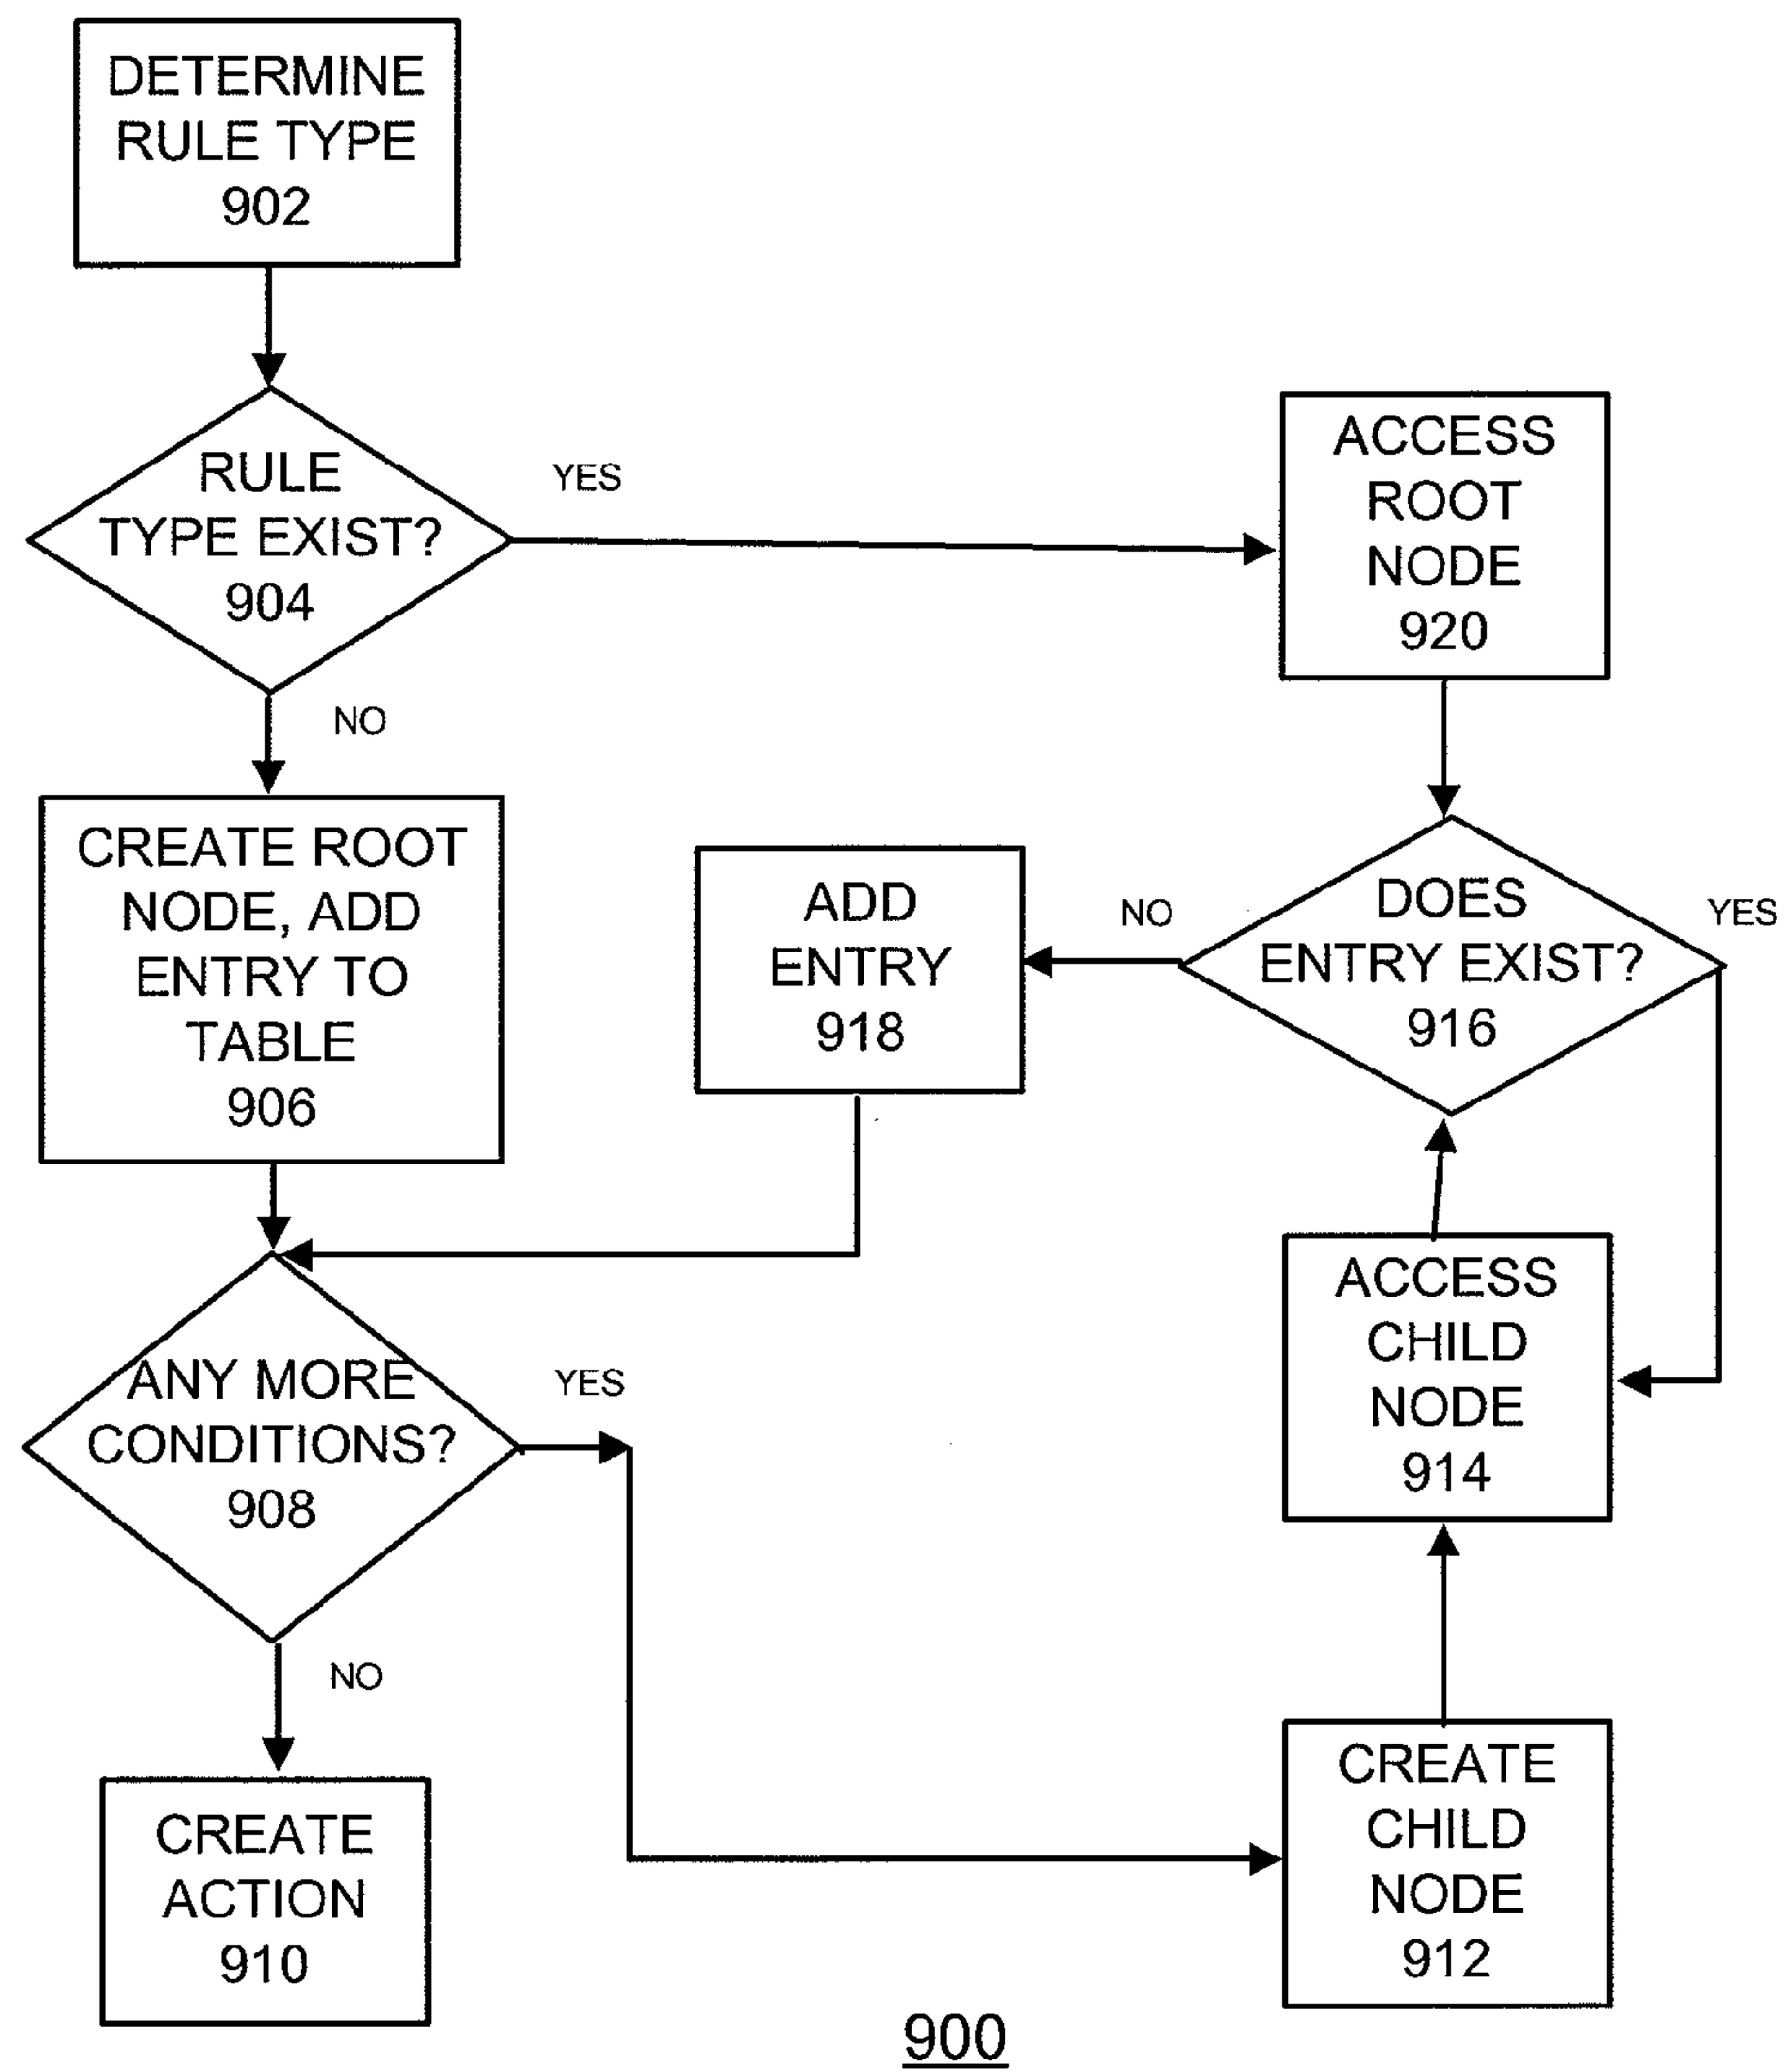 DETERMINE
RULE TYPE
902
RULE
TYPE EXIST?
904
YES
NO
ACCESS
ROOT
NODE
920
CREATE ROOT
NODE, ADD
ENTRY TO
TABLE
906
ADD
ENTRY
918
NO
DOES
ENTRY EXIST?
916
YES
ANY MORE
CONDITIONS?
908
YES
NO
ACCESS
CHILD
NODE
914
CREATE
ACTION
910
CREATE
CHILD
NODE
912
900